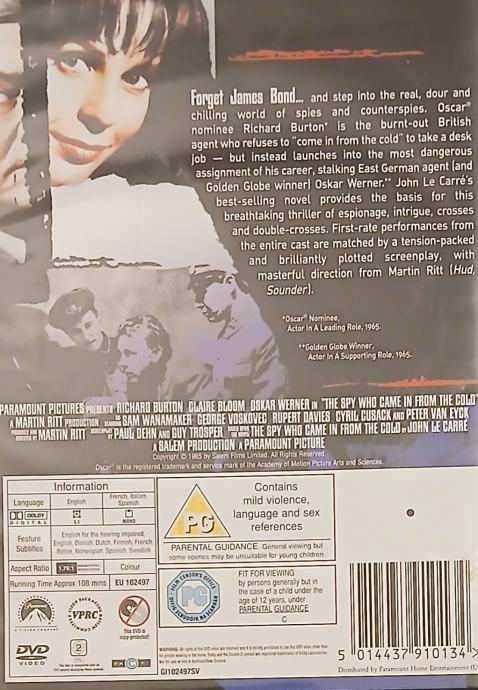 Forget James Bond... and step into the real, dour and
chilling world of spies and counterspies. Oscar®
nominee Richard Burton* is the burnt-out British
agent who refuses to "come in from the cold" to take a desk
job — but instead launches into the most dangerous
assignment of his career, stalking East German agent (and
Golden Globe winner) Oskar Werner.** John Le Carré's
best-selling novel provides the basis for this
breathtaking thriller of espionage, intrigue, crosses
and double-crosses. First-rate performances from
the entire cast are matched by a tension-packed
and brilliantly plotted screenplay, with
masterful direction from Martin Ritt (Hud,
Sounder).
*Oscar® Nominee,
Actor In A Leading Role, 1965.
**Golden Globe Winner,
Actor In A Supporting Role, 1965.
PARAMOUNT PICTURES PRESENTS RICHARD BURTON CLAIRE BLOOM OSKAR WERNER IN "THE SPY WHO CAME IN FROM THE COLD"
A MARTIN RITT PRODUCTION SAM WANAMAKER GEORGE VOSKOVEC RUPERT DAVIES CYRIL CUSACK AND PETER VAN EYCK
MARTIN RITT PAUL DEHN AND GUY TROSPER THE SPY WHO CAME IN FROM THE COLD JOHN LE CARRÉ
A SALEM PRODUCTION A PARAMOUNT PICTURE
Copyright © 1965 by Salem Films Limited. All Rights Reserved.
Oscar® is the registered trademark and service mark of the Academy of Motion Picture Arts and Sciences.
Information
Language English French, Italian, Spanish
DOLBY DIGITAL 5.1 MONO
Feature Subtitles English for the hearing impaired, English, Danish, Dutch, Finnish, French, Italian, Norwegian, Spanish, Swedish
Aspect Ratio 1.78:1 Colour
Running Time Approx 108 mins EU 102497
PG
Contains
mild violence,
language and sex
references
PARENTAL GUIDANCE: General viewing but
some scenes may be unsuitable for young children
FILM CENSOR'S OFFICE
PG
FIT FOR VIEWING
by persons generally but in
the case of a child under the
age of 12 years, under
PARENTAL GUIDANCE
C
VPRC
This DVD is
copy-protected!
DVD
VIDEO
2
GI102497SV
5 014437 910134 >
Distributed by Paramount Home Entertainment (U